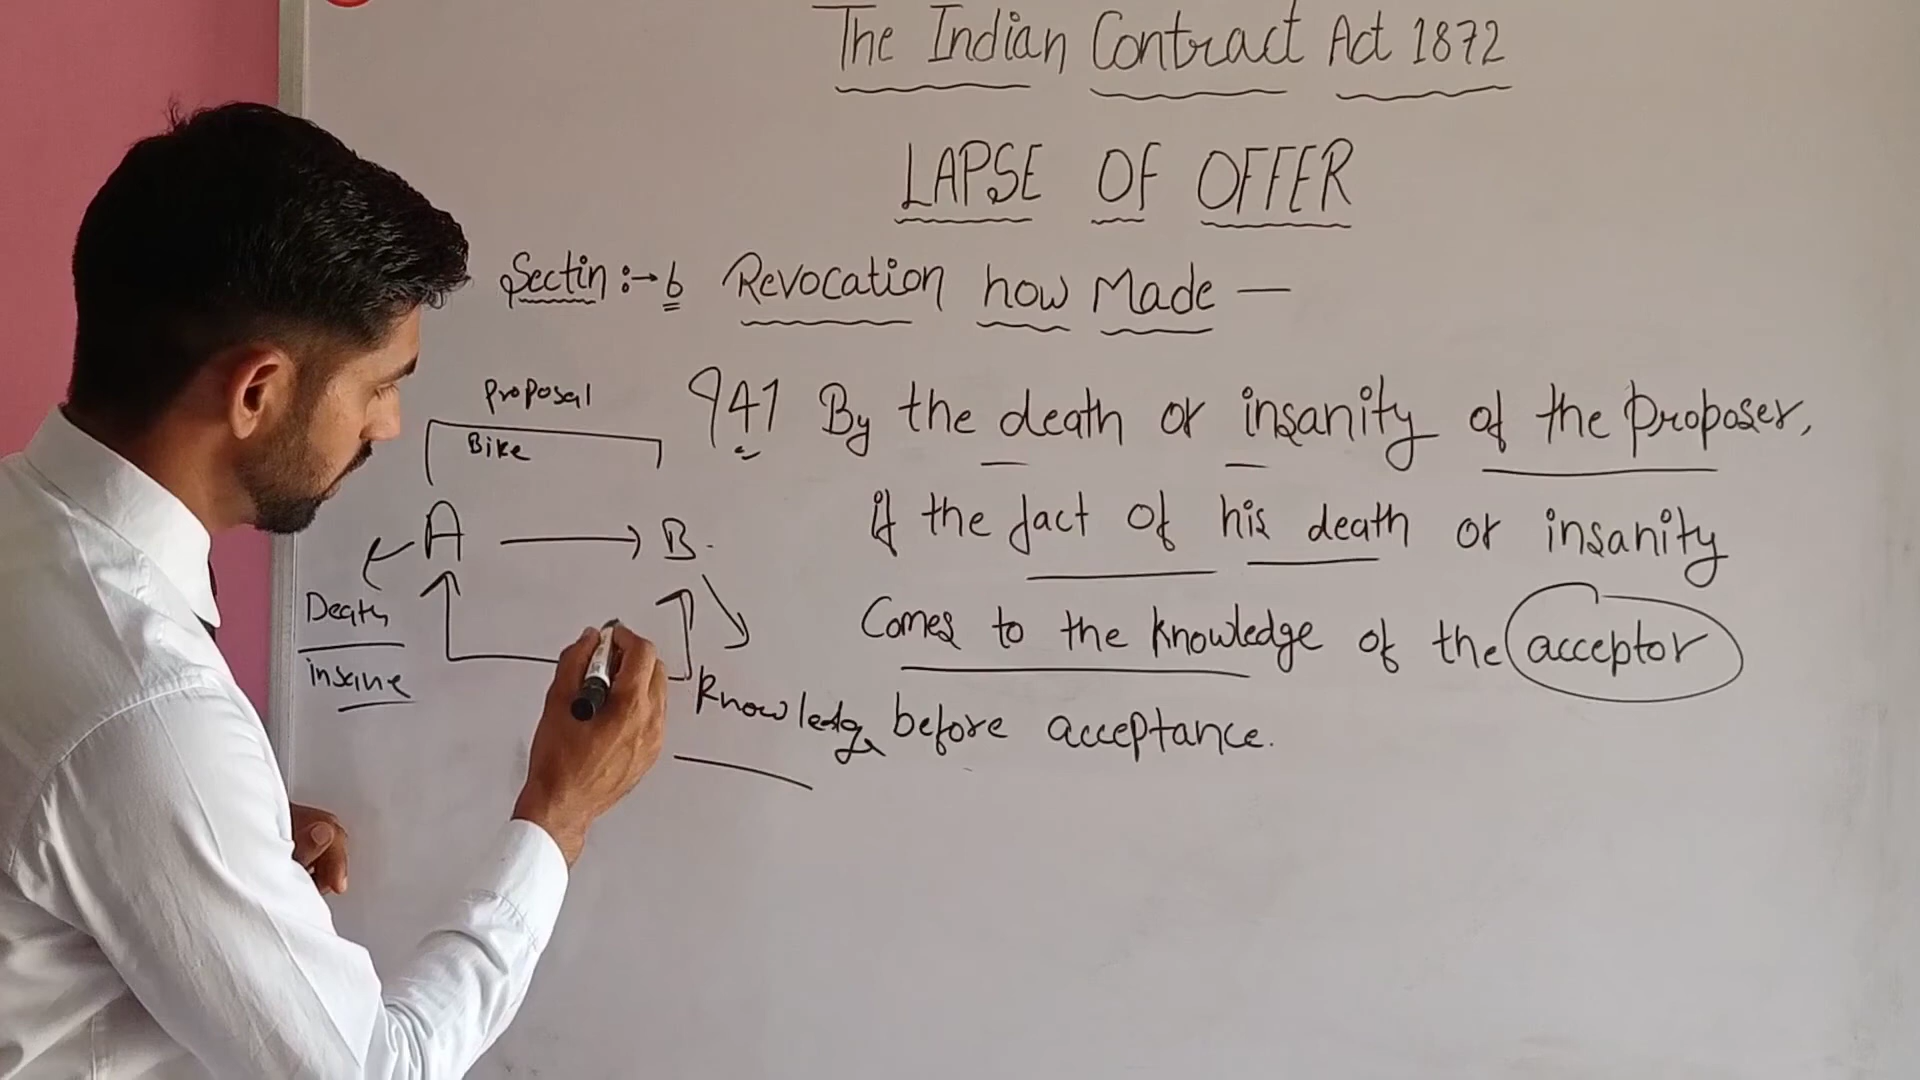 The Indian Contract Act 1872
LAPSE OF OFFER
Sectin :→ 6 Revocation how Made —
Proposal
Bike
(4) By the death or insanity of the proposer,
A → B.
if the fact of his death or insanity
Death
insane
Comes to the knowledge of the acceptor
Knowledge before acceptance.